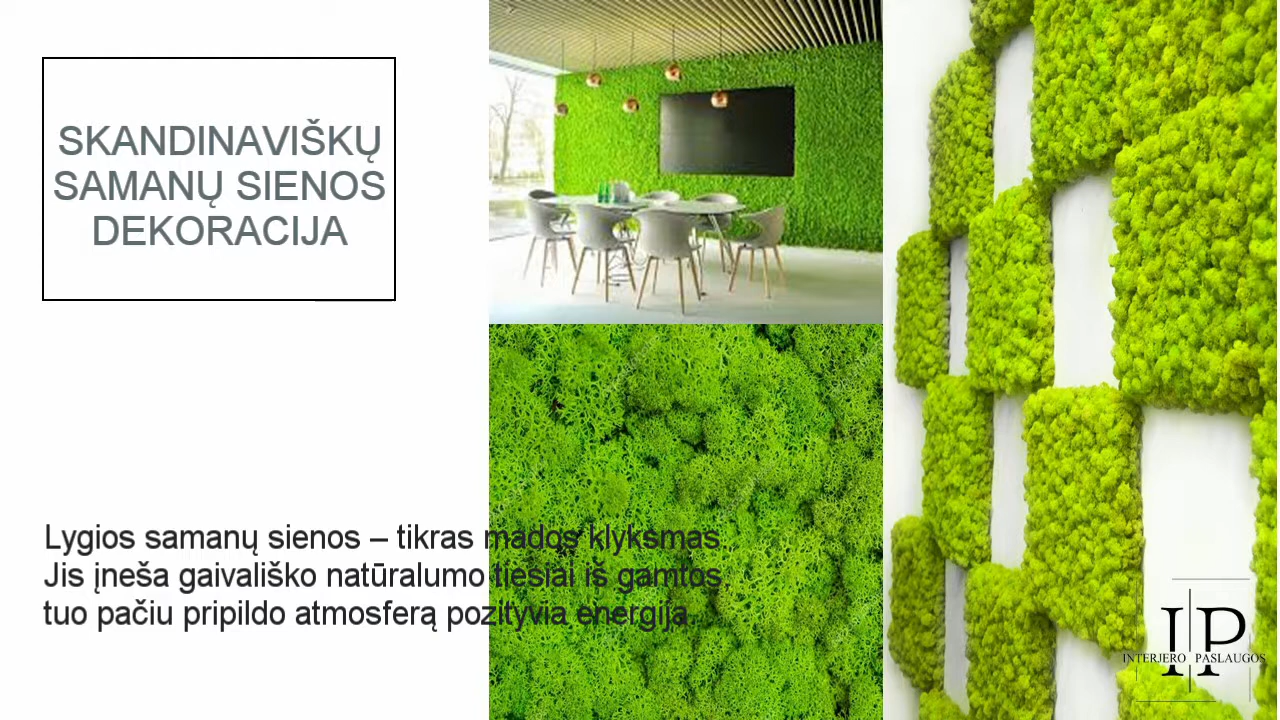 SKANDINAVIŠKŲ
SAMANŲ SIENOS
DEKORACIJA
Lygios samanų sienos – tikras mados klyksmas
Jis įneša gaivališko natūralumo tiesiai iš gamtos
tuo pačiu pripildo atmosferą pozityvia energija.
IP
INTERJERO PASLAUGOS